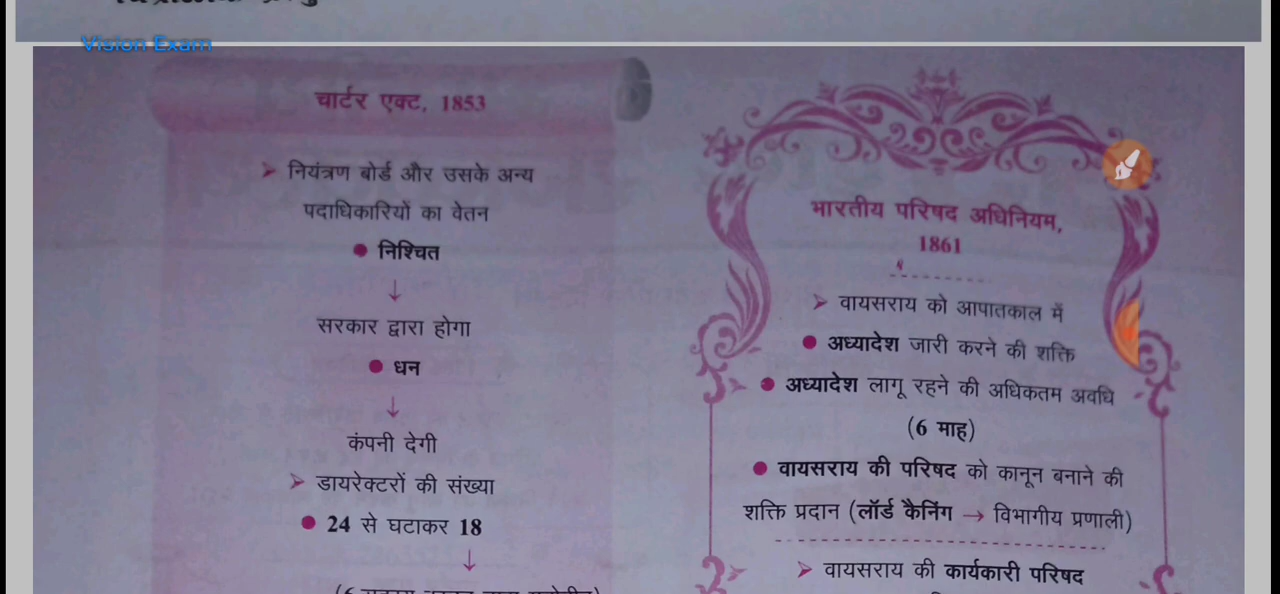 Vision Exam
चार्टर एक्ट, 1853
➤ नियंत्रण बोर्ड और उसके अन्य
पदाधिकारियों का वेतन
● निश्चित
↓
सरकार द्वारा होगा
● धन
↓
कंपनी देगी
➤ डायरेक्टरों की संख्या
● 24 से घटाकर 18
↓
भारतीय परिषद अधिनियम,
1861
➤ वायसराय को आपातकाल में
● अध्यादेश जारी करने की शक्ति
➤ ● अध्यादेश लागू रहने की अधिकतम अवधि
(6 माह)
● वायसराय की परिषद को कानून बनाने की
शक्ति प्रदान (लॉर्ड कैनिंग → विभागीय प्रणाली)
➤ वायसराय की कार्यकारी परिषद